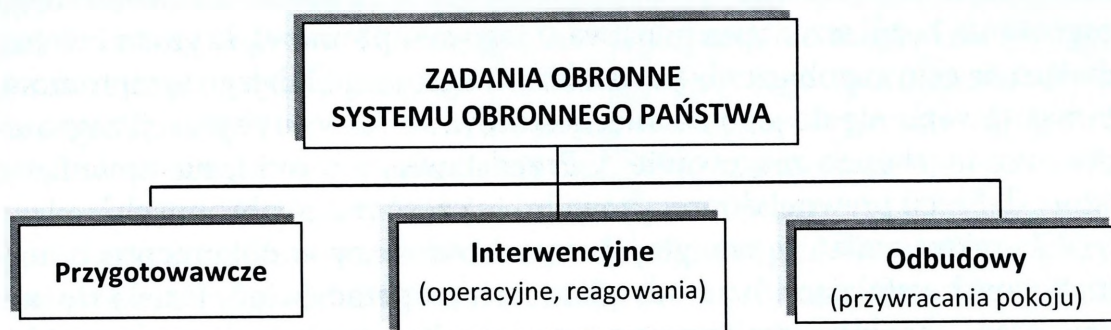 ZADANIA OBRONNE
SYSTEMU OBRONNEGO PAŃSTWA
Przygotowawcze
Interwencyjne
(operacyjne, reagowania)
Odbudowy
(przywracania pokoju)